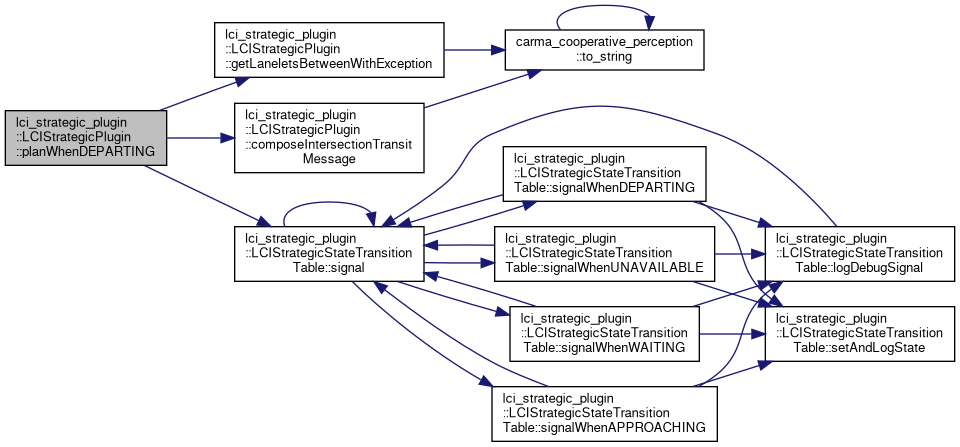 lci_strategic_plugin
::LCIStrategicPlugin
::planWhenDEPARTING
lci_strategic_plugin
::LCIStrategicPlugin
::getLaneletsBetweenWithException
carma_cooperative_perception
::to_string
lci_strategic_plugin
::LCIStrategicPlugin
::composeIntersectionTransit
Message
lci_strategic_plugin
::LCIStrategicStateTransition
Table::signal
lci_strategic_plugin
::LCIStrategicStateTransition
Table::signalWhenDEPARTING
lci_strategic_plugin
::LCIStrategicStateTransition
Table::signalWhenUNAVAILABLE
lci_strategic_plugin
::LCIStrategicStateTransition
Table::signalWhenWAITING
lci_strategic_plugin
::LCIStrategicStateTransition
Table::signalWhenAPPROACHING
lci_strategic_plugin
::LCIStrategicStateTransition
Table::logDebugSignal
lci_strategic_plugin
::LCIStrategicStateTransition
Table::setAndLogState